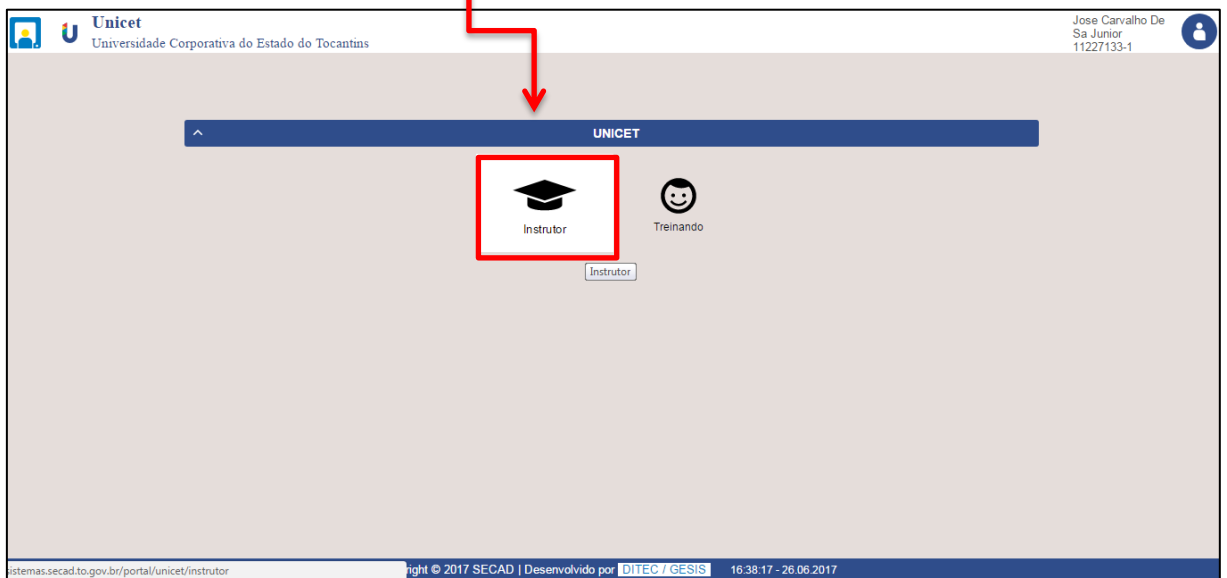 Unicet
Universidade Corporativa do Estado do Tocantins
Jose Carvalho De
Sa Junior
11227133-1
UNICET
Instrutor
Treinando
Instrutor
sistemas.secad.to.gov.br/portal/unicet/instrutor
right © 2017 SECAD | Desenvolvido por DITEC / GESIS 16:38:17 - 26.06.2017